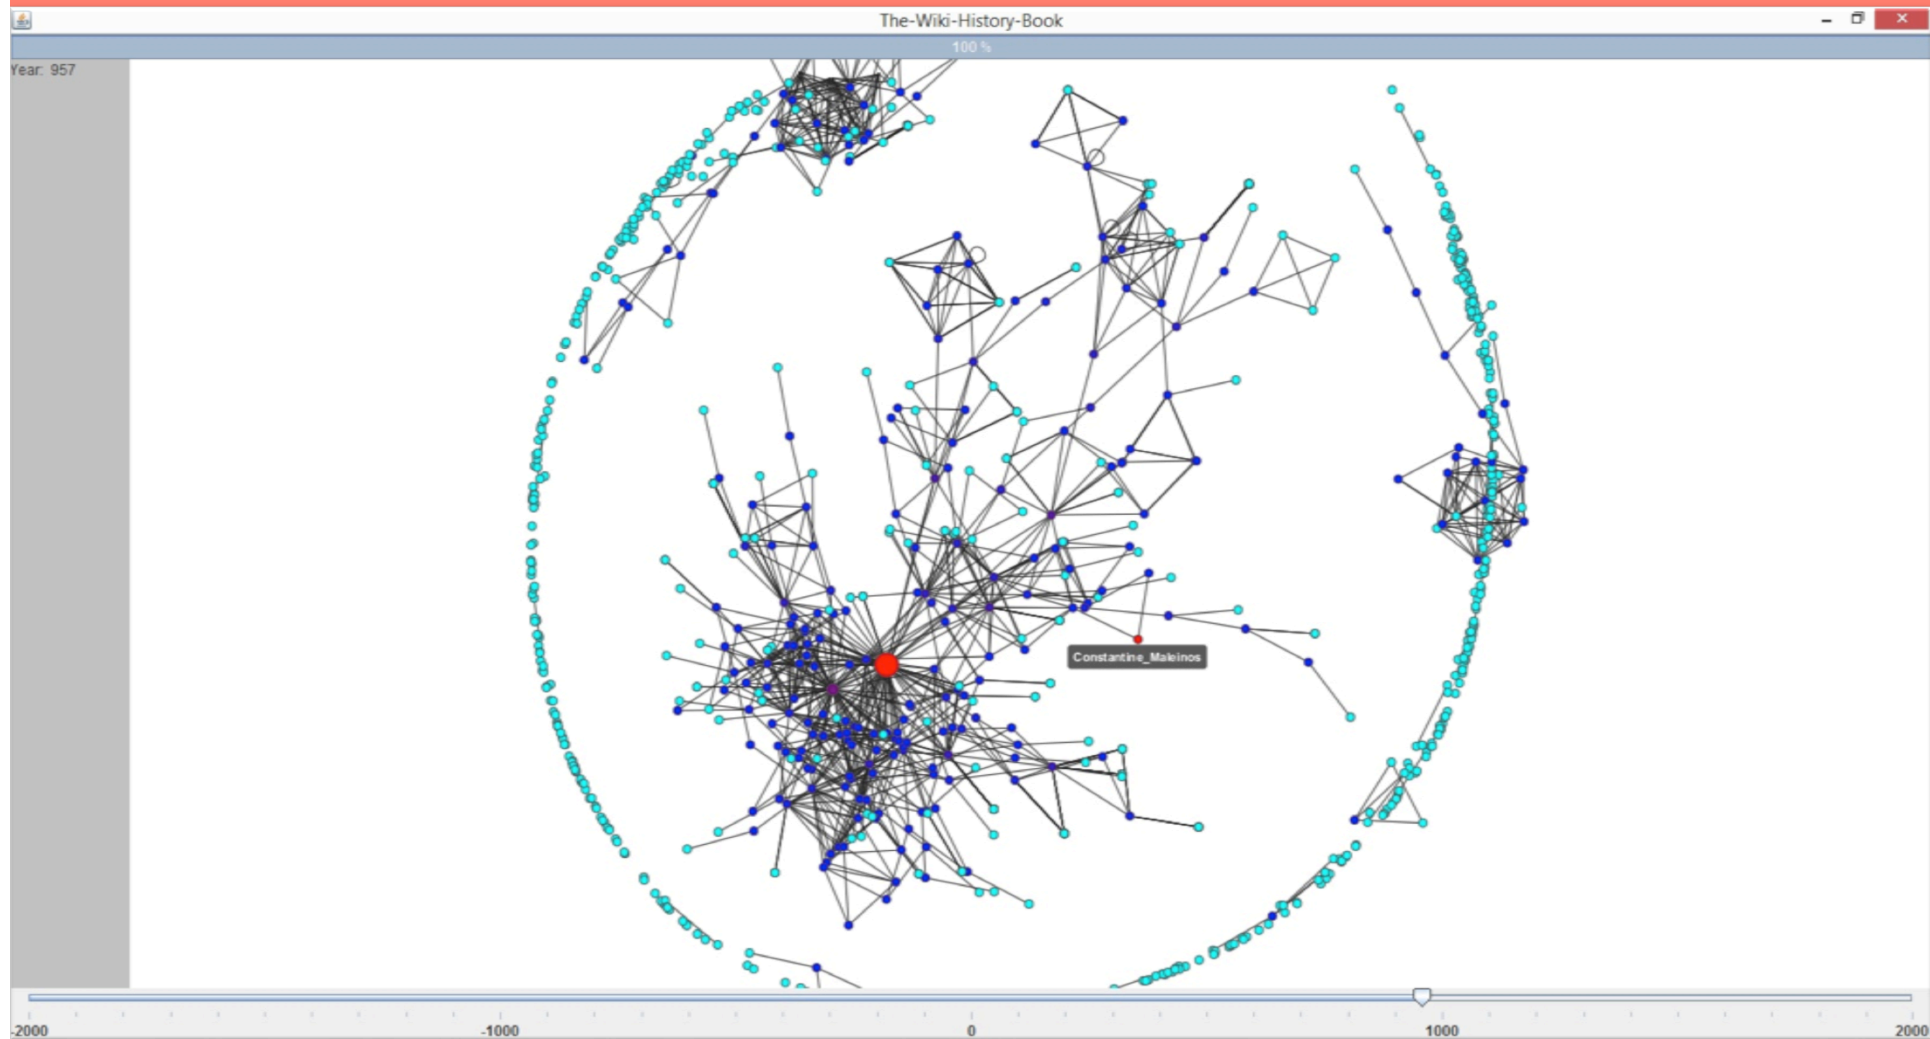 The-Wiki-History-Book
100 %
Year: 957
Constantine_Maleinos
-2000 -1000 0 1000 2000